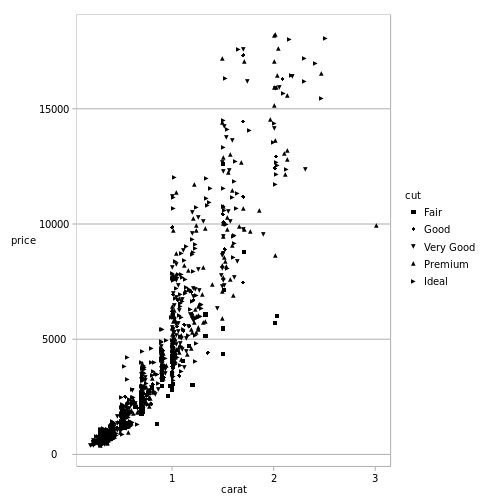 15000
10000
price
5000
0
1 2 3
carat
cut
Fair
Good
Very Good
Premium
Ideal